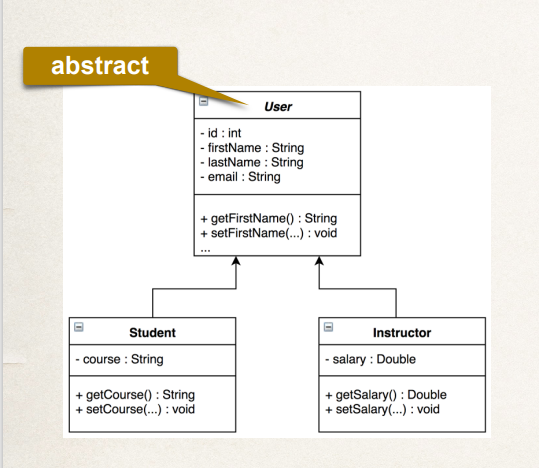 abstract
User
- id : int
- firstName : String
- lastName : String
- email : String
+ getFirstName() : String
+ setFirstName(...) : void
...
Student
- course : String
+ getCourse() : String
+ setCourse(...) : void
Instructor
- salary : Double
+ getSalary() : Double
+ setSalary(...) : void